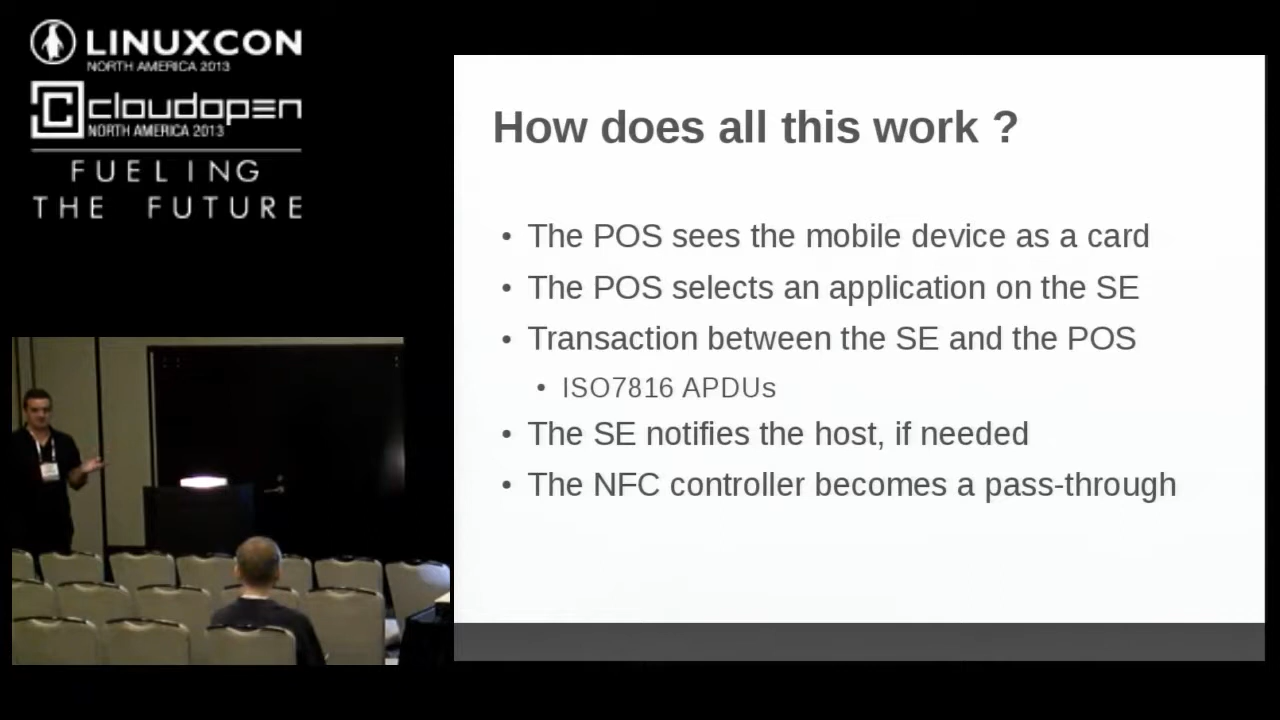 LINUXCON
NORTH AMERICA 2013
cloudopen
NORTH AMERICA 2013
FUELING
THE FUTURE
How does all this work ?
• The POS sees the mobile device as a card
• The POS selects an application on the SE
• Transaction between the SE and the POS
• ISO7816 APDUs
• The SE notifies the host, if needed
• The NFC controller becomes a pass-through